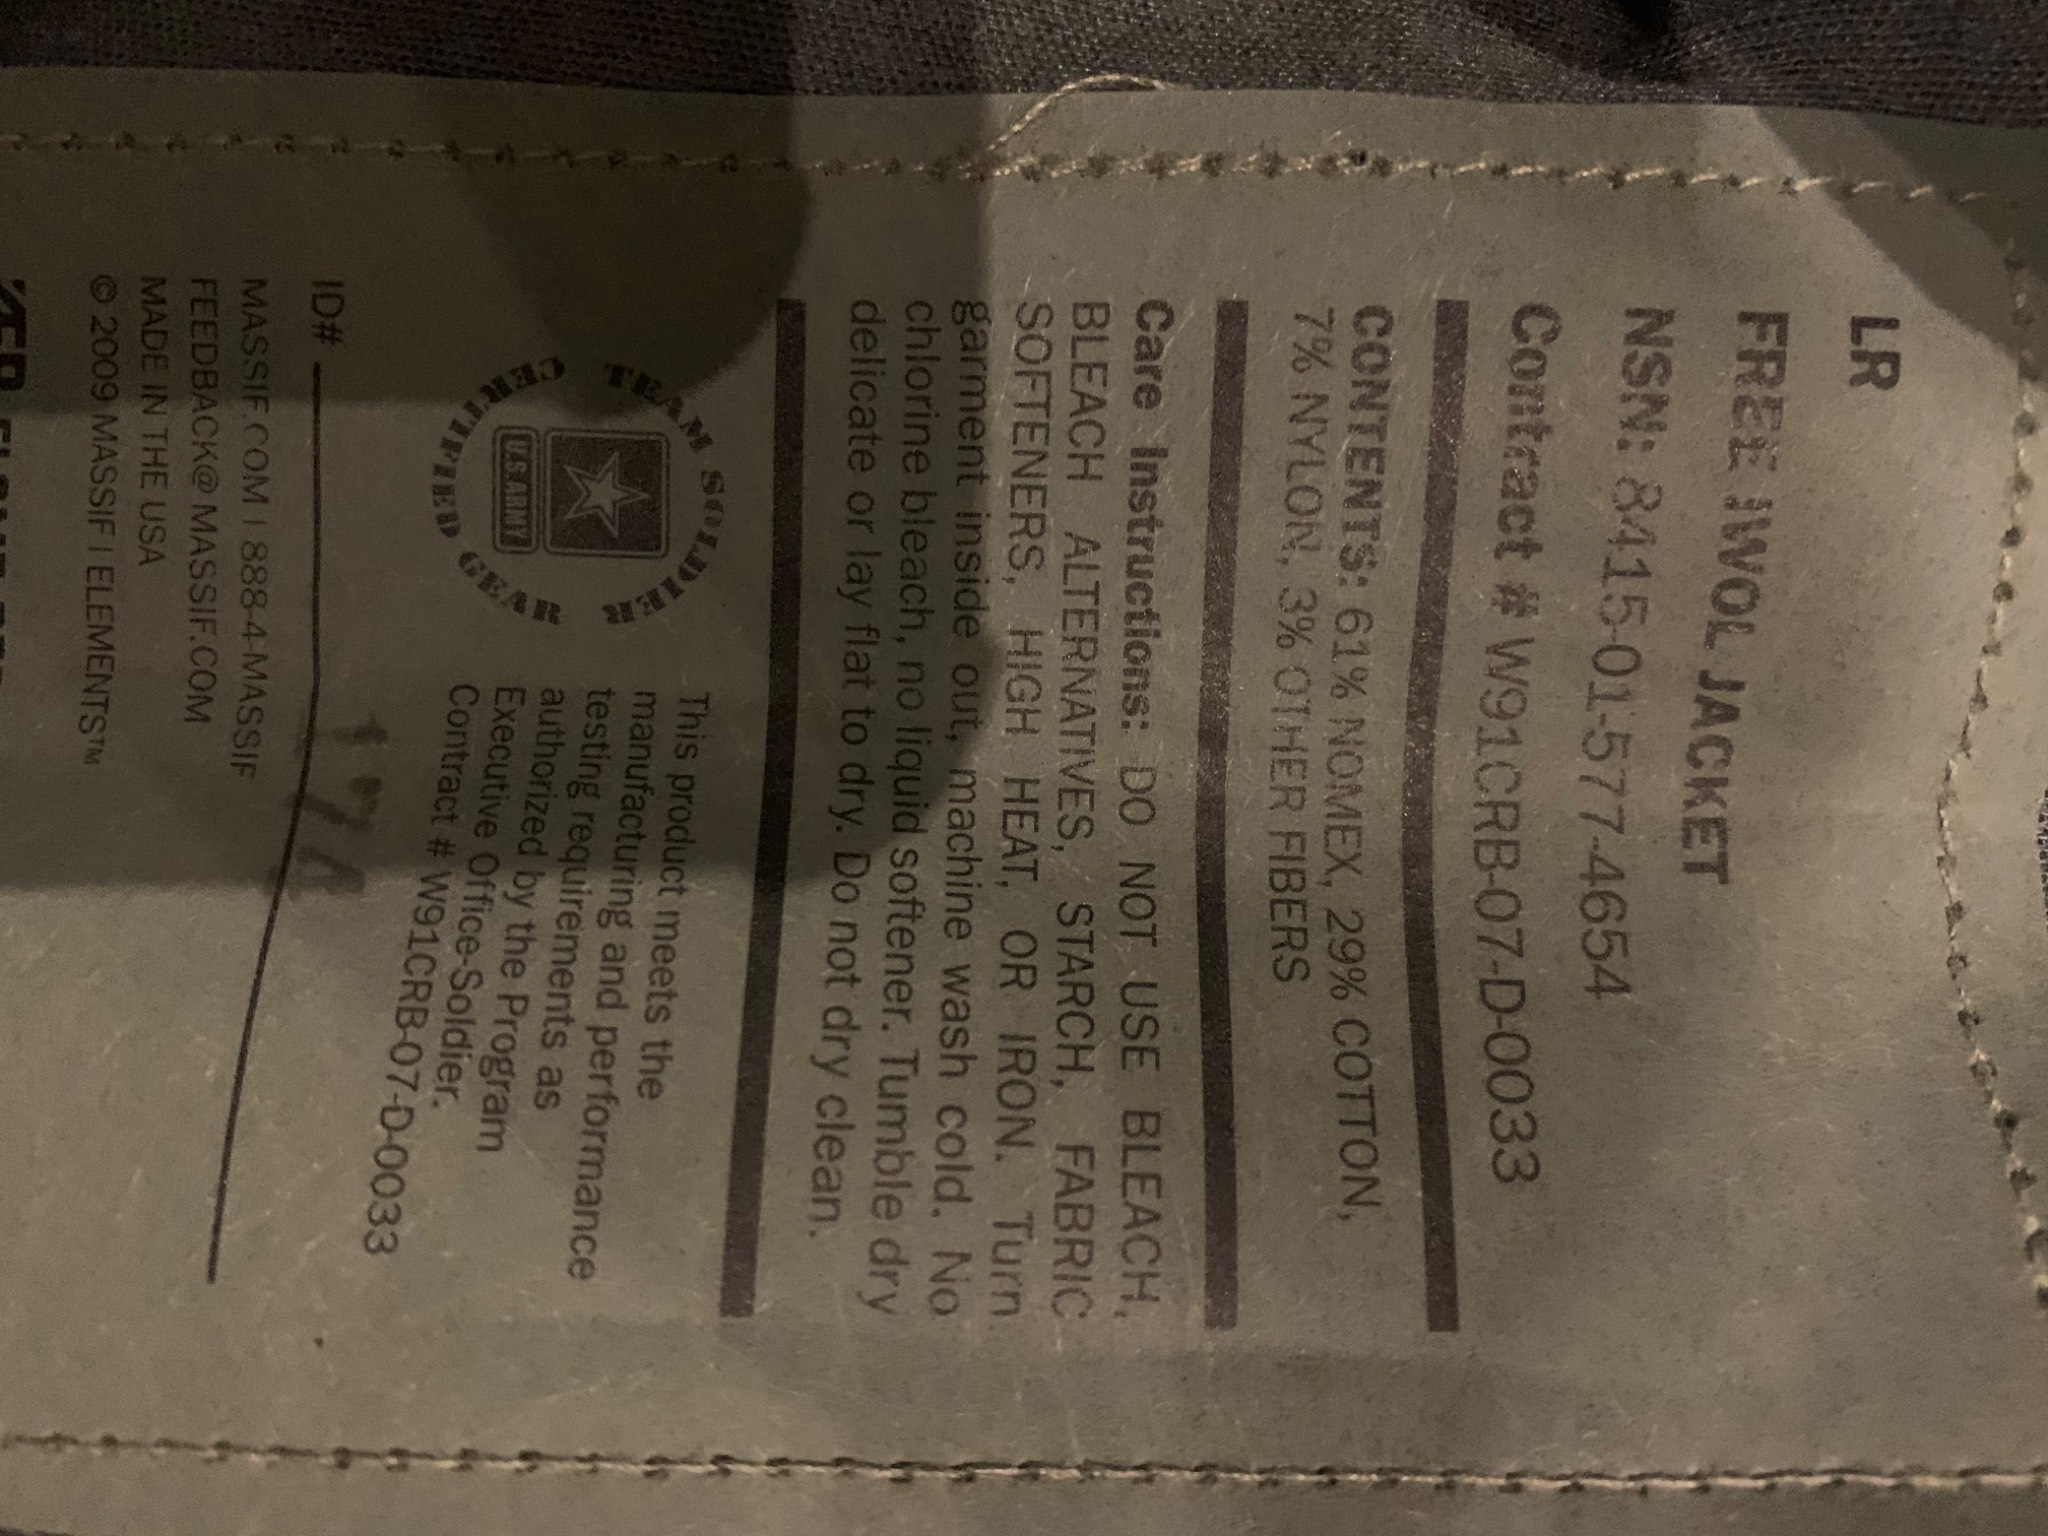 LR
FREE IWOL JACKET
NSN: 8415-01-577-4654
Contract # W91CRB-07-D-0033
CONTENTS: 61% NOMEX, 29% COTTON,
7% NYLON, 3% OTHER FIBERS
Care Instructions: DO NOT USE BLEACH,
BLEACH ALTERNATIVES, STARCH, FABRIC
SOFTENERS, HIGH HEAT, OR IRON. Turn
garment inside out, machine wash cold. No
chlorine bleach, no liquid softener. Tumble dry
delicate or lay flat to dry. Do not dry clean.
TEAM SOLDIER
U.S.ARMY
CERTIFIED GEAR
This product meets the
manufacturing and performance
testing requirements as
authorized by the Program
Executive Office-Soldier.
Contract # W91CRB-07-D-0033
ID# 174
MASSIF.COM | 888-4-MASSIF
FEEDBACK@MASSIF.COM
MADE IN THE USA
© 2009 MASSIF | ELEMENTS™